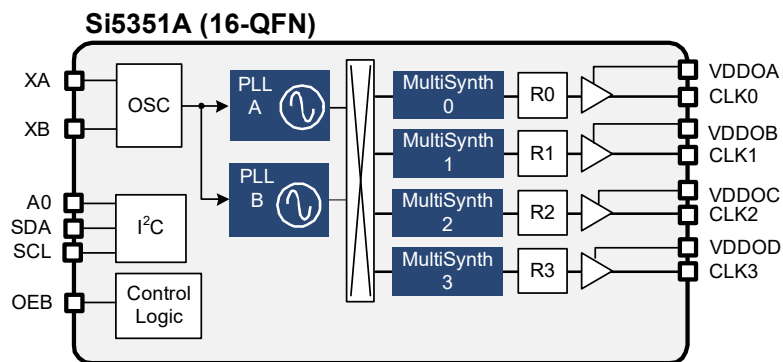 Si5351A (16-QFN)
XA
XB
OSC
PLL
A
PLL
B
A0
SDA
SCL
I²C
OEB
Control
Logic
MultiSynth
0
R0
VDDOA
CLK0
MultiSynth
1
R1
VDDOB
CLK1
MultiSynth
2
R2
VDDOC
CLK2
MultiSynth
3
R3
VDDOD
CLK3